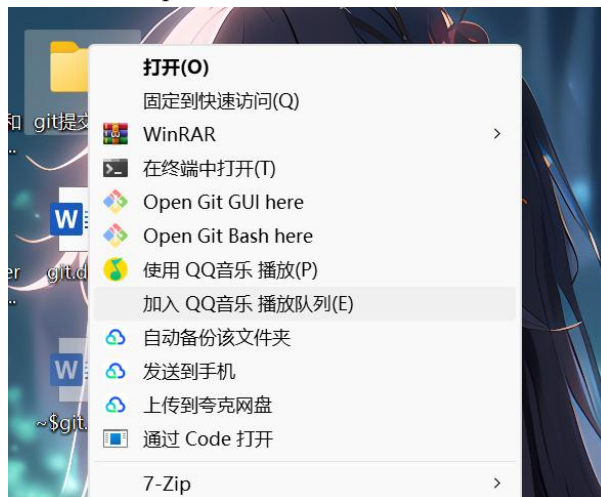 打开(O)
固定到快速访问(Q)
和 git提交
WinRAR
...
在终端中打开(T)
Open Git GUI here
W
Open Git Bash here
er git.d
使用 QQ音乐 播放(P)
...
加入 QQ音乐 播放队列(E)
自动备份该文件夹
W
发送到手机
上传到夸克网盘
~$git.
通过 Code 打开
7-Zip